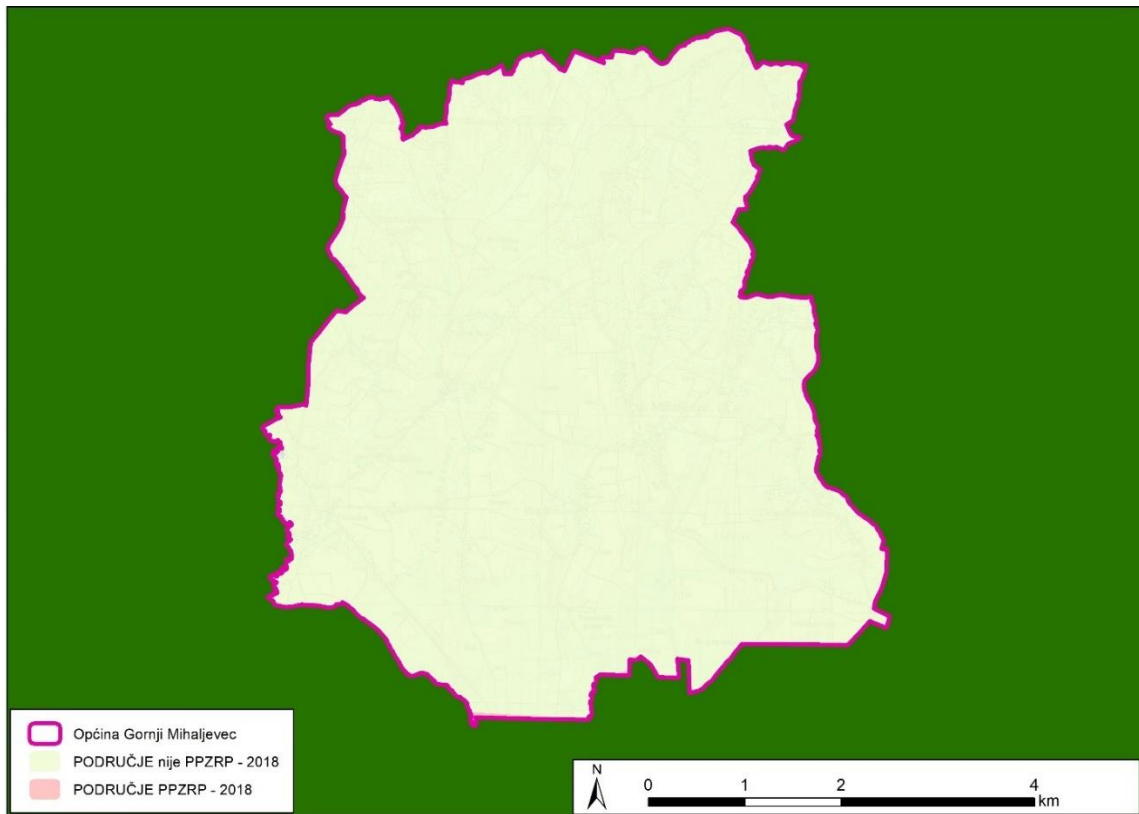 Općina Gornji Mihaljevec
PODRUČJE nije PPZRP - 2018
PODRUČJE PPZRP - 2018
N
0 1 2 4
km